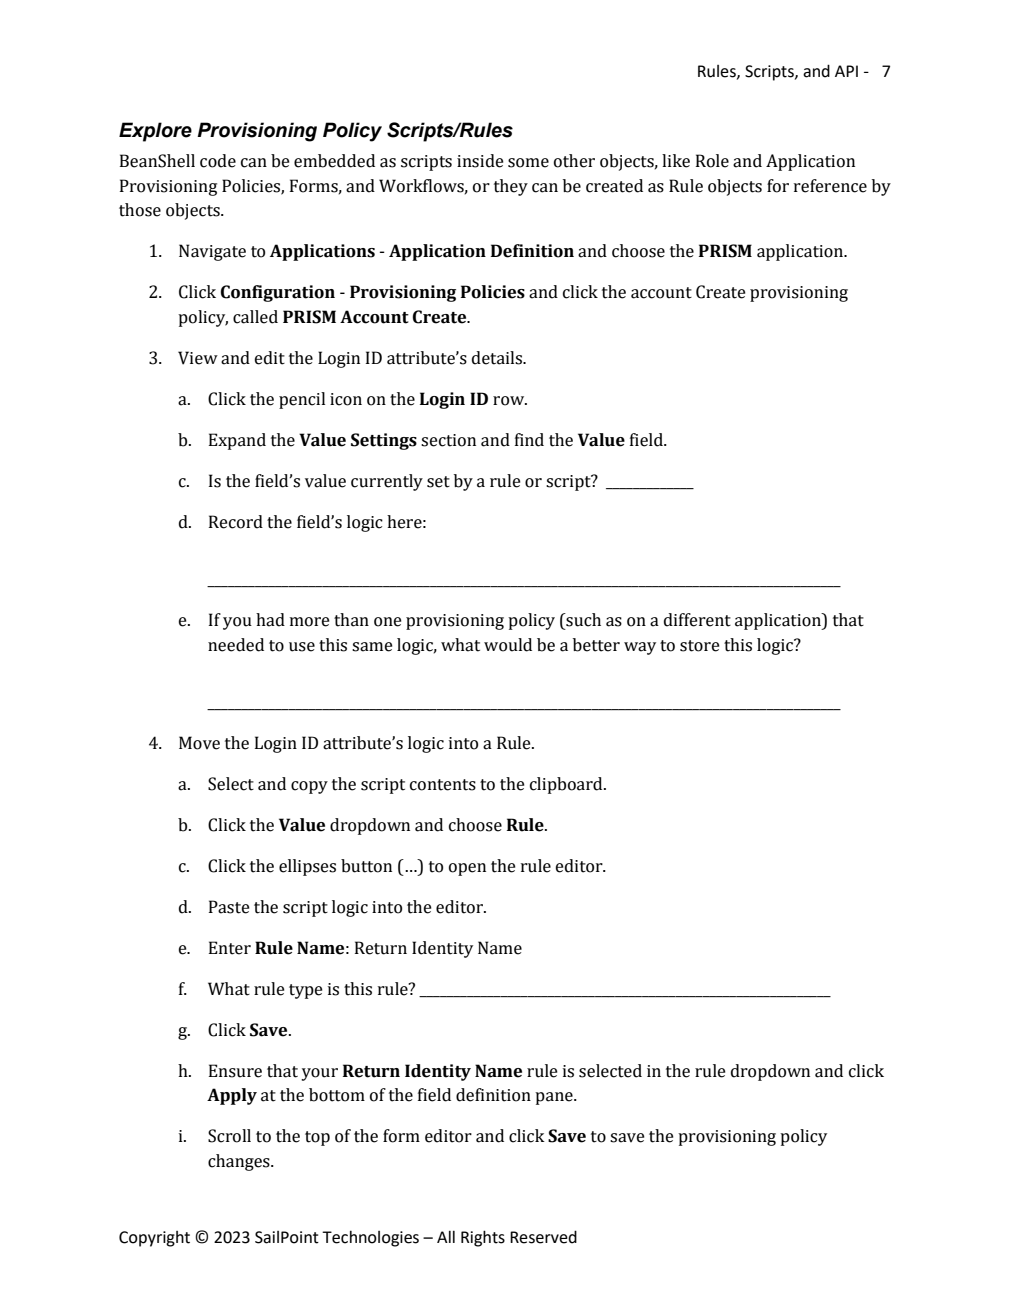 Rules, Scripts, and API -   7
Explore Provisioning Policy Scripts/Rules
BeanShell code can be embedded as scripts inside some other objects, like Role and Application
Provisioning Policies, Forms, and Workflows, or they can be created as Rule objects for reference by
those objects.
1. Navigate to Applications - Application Definition and choose the PRISM application.
2. Click Configuration - Provisioning Policies and click the account Create provisioning
policy, called PRISM Account Create.
3. View and edit the Login ID attribute’s details.
a. Click the pencil icon on the Login ID row.
b. Expand the Value Settings section and find the Value field.
c. Is the field’s value currently set by a rule or script? ____________
d. Record the field’s logic here:
e. If you had more than one provisioning policy (such as on a different application) that
needed to use this same logic, what would be a better way to store this logic?
4. Move the Login ID attribute’s logic into a Rule.
a. Select and copy the script contents to the clipboard.
b. Click the Value dropdown and choose Rule.
c. Click the ellipses button (…) to open the rule editor.
d. Paste the script logic into the editor.
e. Enter Rule Name: Return Identity Name
f. What rule type is this rule? ____________
g. Click Save.
h. Ensure that your Return Identity Name rule is selected in the rule dropdown and click
Apply at the bottom of the field definition pane.
i. Scroll to the top of the form editor and click Save to save the provisioning policy
changes.
Copyright © 2023 SailPoint Technologies – All Rights Reserved